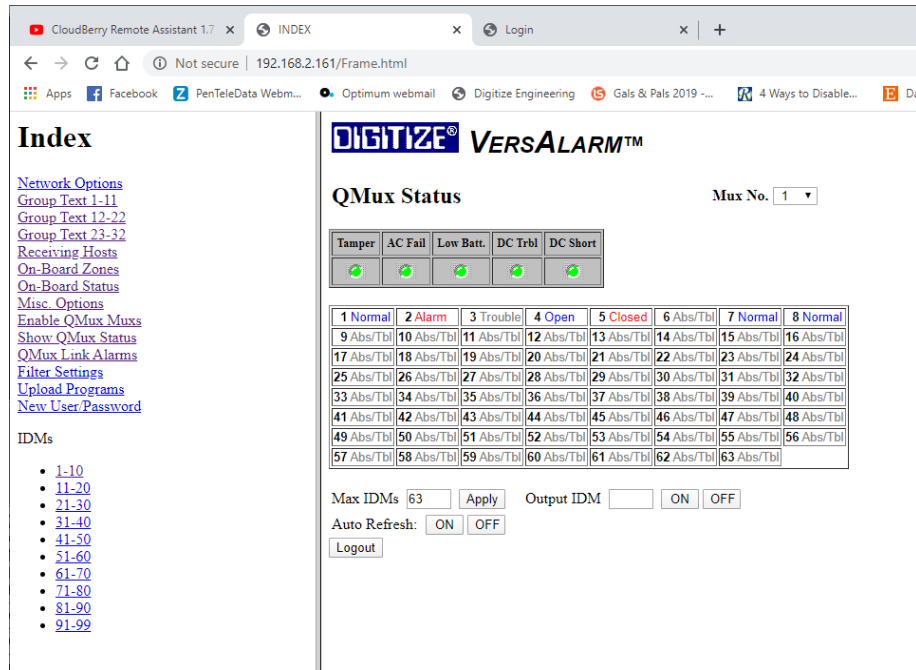 CloudBerry Remote Assistant 1.7
INDEX
Login
Not secure | 192.168.2.161/Frame.html
Apps Facebook PenTeleData Webm... Optimum webmail Digitize Engineering Gals & Pals 2019 -... 4 Ways to Disable...
Index
Network Options
Group Text 1-11
Group Text 12-22
Group Text 23-32
Receiving Hosts
On-Board Zones
On-Board Status
Misc. Options
Enable QMux Muxs
Show QMux Status
QMux Link Alarms
Filter Settings
Upload Programs
New User/Password
IDMs
1-10
11-20
21-30
31-40
41-50
51-60
61-70
71-80
81-90
91-99
DIGITIZE® VERSALARM™
QMux Status Mux No. 1
Tamper AC Fail Low Batt. DC Trbl DC Short
1 Normal 2 Alarm 3 Trouble 4 Open 5 Closed 6 Abs/Tbl 7 Normal 8 Normal
9 Abs/Tbl 10 Abs/Tbl 11 Abs/Tbl 12 Abs/Tbl 13 Abs/Tbl 14 Abs/Tbl 15 Abs/Tbl 16 Abs/Tbl
17 Abs/Tbl 18 Abs/Tbl 19 Abs/Tbl 20 Abs/Tbl 21 Abs/Tbl 22 Abs/Tbl 23 Abs/Tbl 24 Abs/Tbl
25 Abs/Tbl 26 Abs/Tbl 27 Abs/Tbl 28 Abs/Tbl 29 Abs/Tbl 30 Abs/Tbl 31 Abs/Tbl 32 Abs/Tbl
33 Abs/Tbl 34 Abs/Tbl 35 Abs/Tbl 36 Abs/Tbl 37 Abs/Tbl 38 Abs/Tbl 39 Abs/Tbl 40 Abs/Tbl
41 Abs/Tbl 42 Abs/Tbl 43 Abs/Tbl 44 Abs/Tbl 45 Abs/Tbl 46 Abs/Tbl 47 Abs/Tbl 48 Abs/Tbl
49 Abs/Tbl 50 Abs/Tbl 51 Abs/Tbl 52 Abs/Tbl 53 Abs/Tbl 54 Abs/Tbl 55 Abs/Tbl 56 Abs/Tbl
57 Abs/Tbl 58 Abs/Tbl 59 Abs/Tbl 60 Abs/Tbl 61 Abs/Tbl 62 Abs/Tbl 63 Abs/Tbl
Max IDMs 63 Apply Output IDM ON OFF
Auto Refresh: ON OFF
Logout